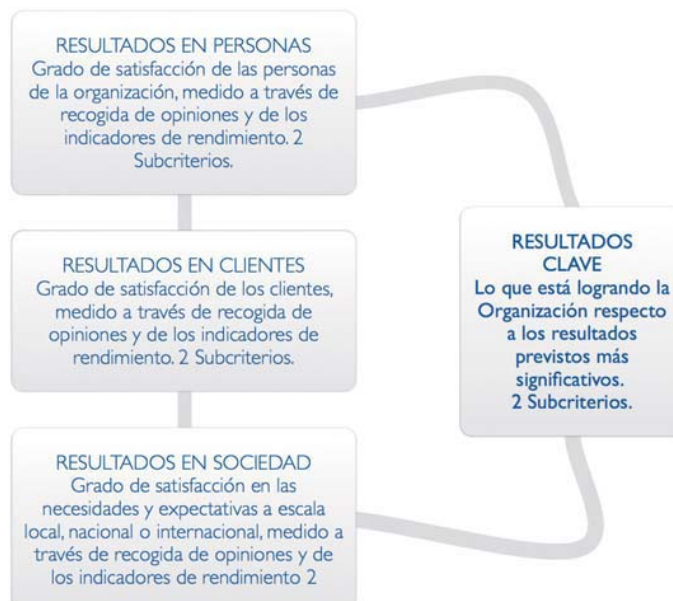 RESULTADOS EN PERSONAS
Grado de satisfacción de las personas
de la organización, medido a través de
recogida de opiniones y de los
indicadores de rendimiento. 2
Subcriterios.
RESULTADOS EN CLIENTES
Grado de satisfacción de los clientes,
medido a través de recogida de
opiniones y de los indicadores de
rendimiento. 2 Subcriterios.
RESULTADOS EN SOCIEDAD
Grado de satisfacción en las
necesidades y expectativas a escala
local, nacional o internacional, medido a
través de recogida de opiniones y de
los indicadores de rendimiento 2
RESULTADOS
CLAVE
Lo que está logrando la
Organización respecto
a los resultados
previstos más
significativos.
2 Subcriterios.